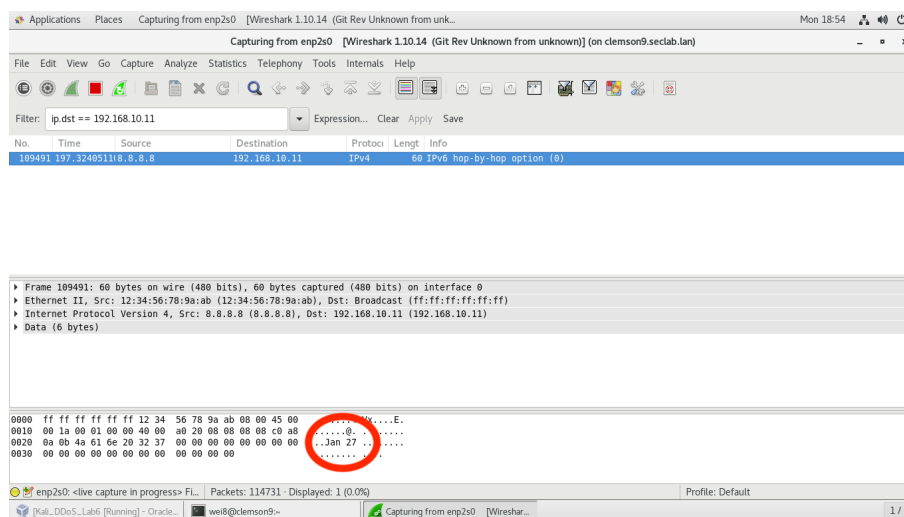 Applications Places Capturing from enp2s0 [Wireshark 1.10.14 (Git Rev Unknown from unk... Mon 18:54
Capturing from enp2s0 [Wireshark 1.10.14 (Git Rev Unknown from unknown)] (on clemson9.seclab.lan)
File Edit View Go Capture Analyze Statistics Telephony Tools Internals Help
Filter: ip.dst == 192.168.10.11 Expression... Clear Apply Save
No. Time Source Destination Protoco Lengt Info
109491 197.3240511 8.8.8.8 192.168.10.11 IPv4 60 IPv6 hop-by-hop option (0)
Frame 109491: 60 bytes on wire (480 bits), 60 bytes captured (480 bits) on interface 0
Ethernet II, Src: 12:34:56:78:9a:ab (12:34:56:78:9a:ab), Dst: Broadcast (ff:ff:ff:ff:ff:ff)
Internet Protocol Version 4, Src: 8.8.8.8 (8.8.8.8), Dst: 192.168.10.11 (192.168.10.11)
Data (6 bytes)
0000 ff ff ff ff ff ff 12 34 56 78 9a ab 08 00 45 00 Vx....E.
0010 00 1a 00 01 00 00 40 00 a0 20 08 08 08 08 c0 a8 ......@. ......
0020 0a 0b 4a 61 6e 20 32 37 00 00 00 00 00 00 00 00 ..Jan 27 ........
0030 00 00 00 00 00 00 00 00 00 00 00 00 ........ ....
enp2s0: <live capture in progress> Fi... Packets: 114731 · Displayed: 1 (0.0%) Profile: Default
[Kali_DDoS_Lab6 [Running] - Oracle... wei8@clemson9:~ Capturing from enp2s0 [Wireshar... 1 /